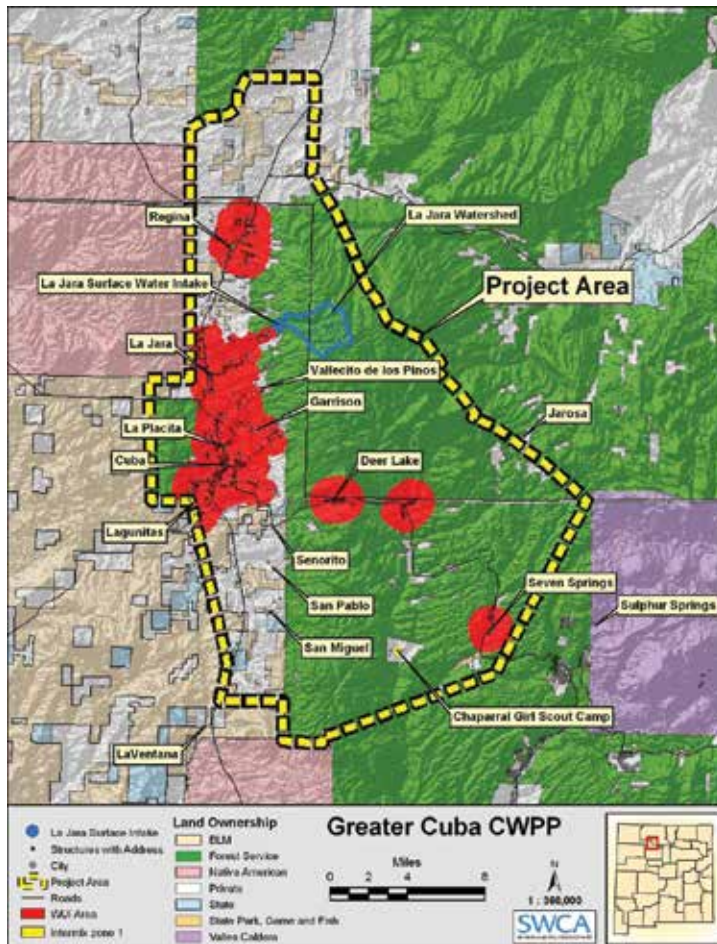 Regina
La Jara Watershed
La Jara Surface Water Intake
Project Area
La Jara
Vallecito de los Pinos
Garrison
Jarosa
La Placita
Cuba
Deer Lake
Lagunitas
Senorito
Seven Springs
San Pablo
Sulphur Springs
San Miguel
Chaparral Girl Scout Camp
LaVentana
La Jara Surface Intake
Structures with Address
City
Project Area
Roads
WUI Area
Intermix zone 1
Land Ownership
BLM
Forest Service
Native American
Private
State
State Park, Game and Fish
Valles Caldera
Greater Cuba CWPP
Miles
0 2 4 8
N
SWCA